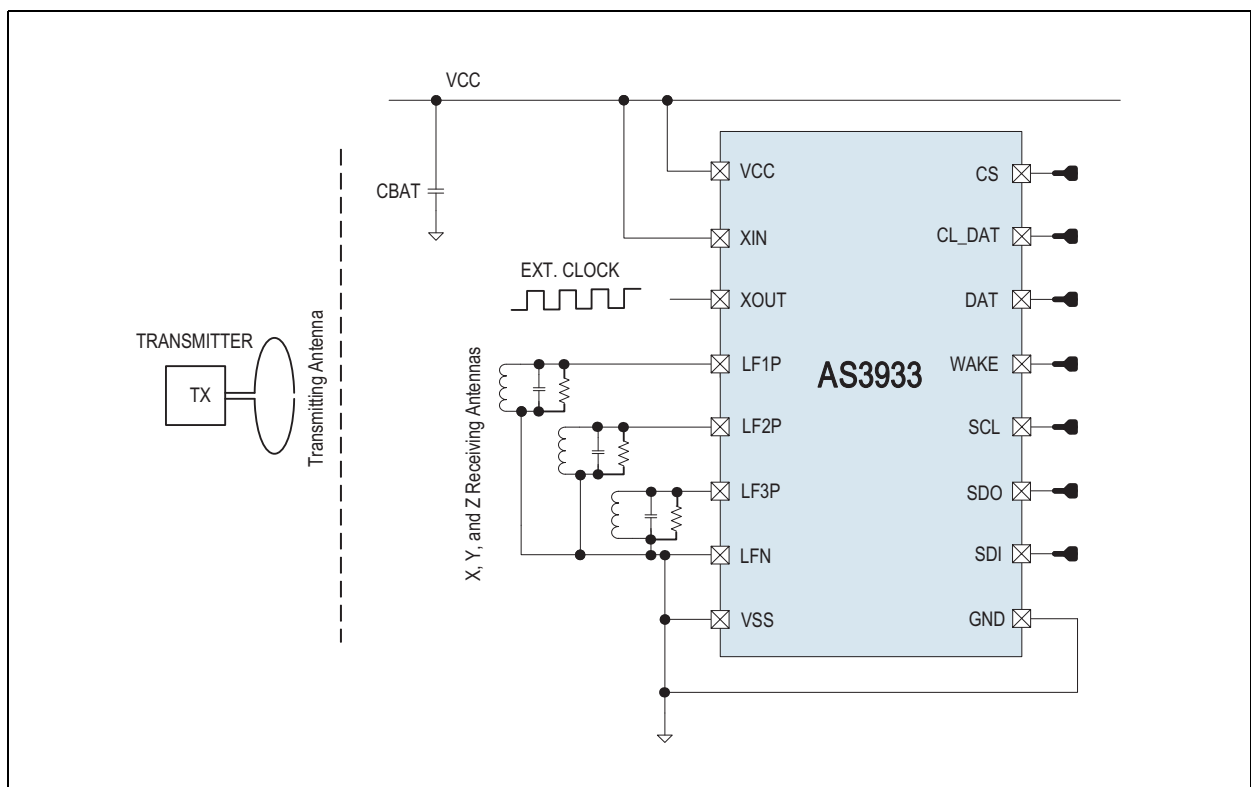 VCC
CBAT
EXT. CLOCK
TRANSMITTER
TX
Transmitting Antenna
X, Y, and Z Receiving Antennas
VCC
XIN
XOUT
LF1P
LF2P
LF3P
LFN
VSS
AS3933
CS
CL_DAT
DAT
WAKE
SCL
SDO
SDI
GND